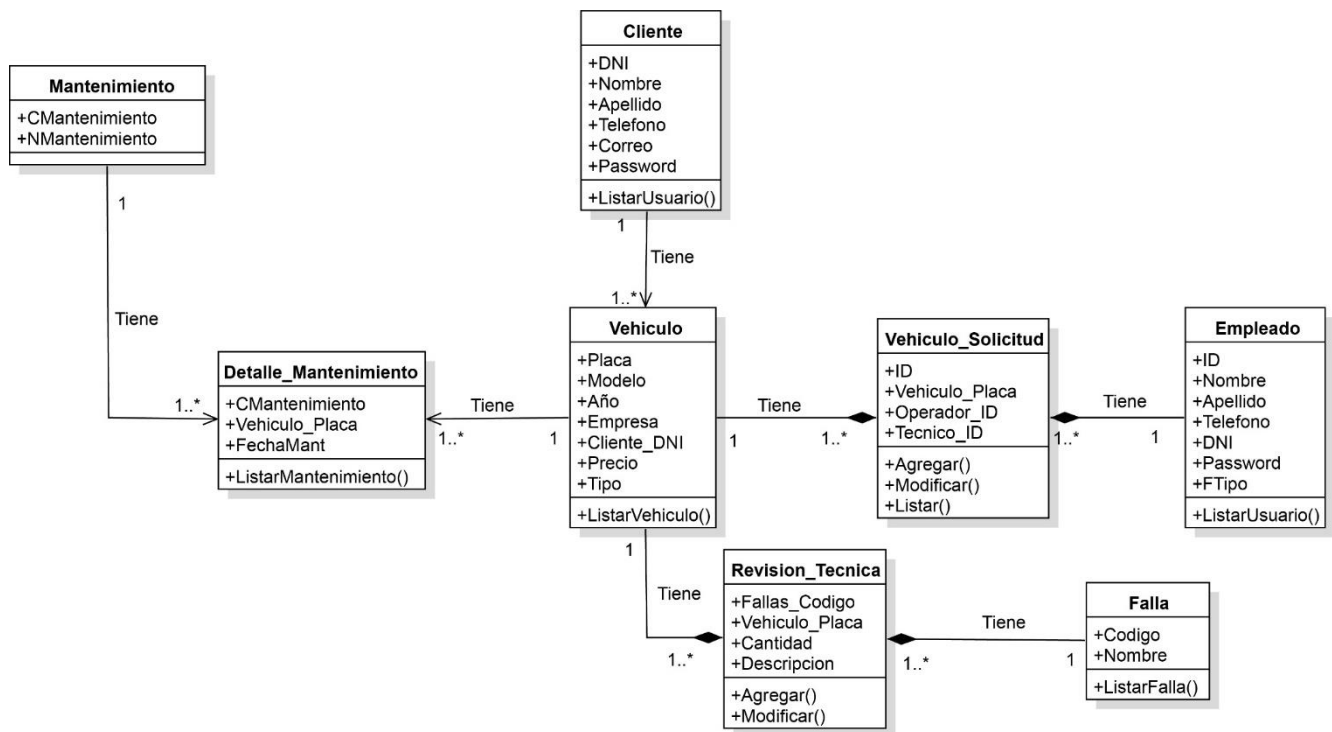 Cliente
+DNI
+Nombre
+Apellido
+Telefono
+Correo
+Password
+ListarUsuario()
Mantenimiento
+CMantenimiento
+NMantenimiento
1
1
Tiene
1..*
Tiene
1..*
Detalle_Mantenimiento
+CMantenimiento
+Vehiculo_Placa
+FechaMant
+ListarMantenimiento()
Tiene
1..*
1
Vehiculo
+Placa
+Modelo
+Año
+Empresa
+Cliente_DNI
+Precio
+Tipo
+ListarVehiculo()
Tiene
1
1..*
Vehiculo_Solicitud
+ID
+Vehiculo_Placa
+Operador_ID
+Tecnico_ID
+Agregar()
+Modificar()
+Listar()
Tiene
1..*
1
Empleado
+ID
+Nombre
+Apellido
+Telefono
+DNI
+Password
+FTipo
+ListarUsuario()
1
Tiene
1..*
Revision_Tecnica
+Fallas_Codigo
+Vehiculo_Placa
+Cantidad
+Descripcion
+Agregar()
+Modificar()
Tiene
1..*
1
Falla
+Codigo
+Nombre
+ListarFalla()